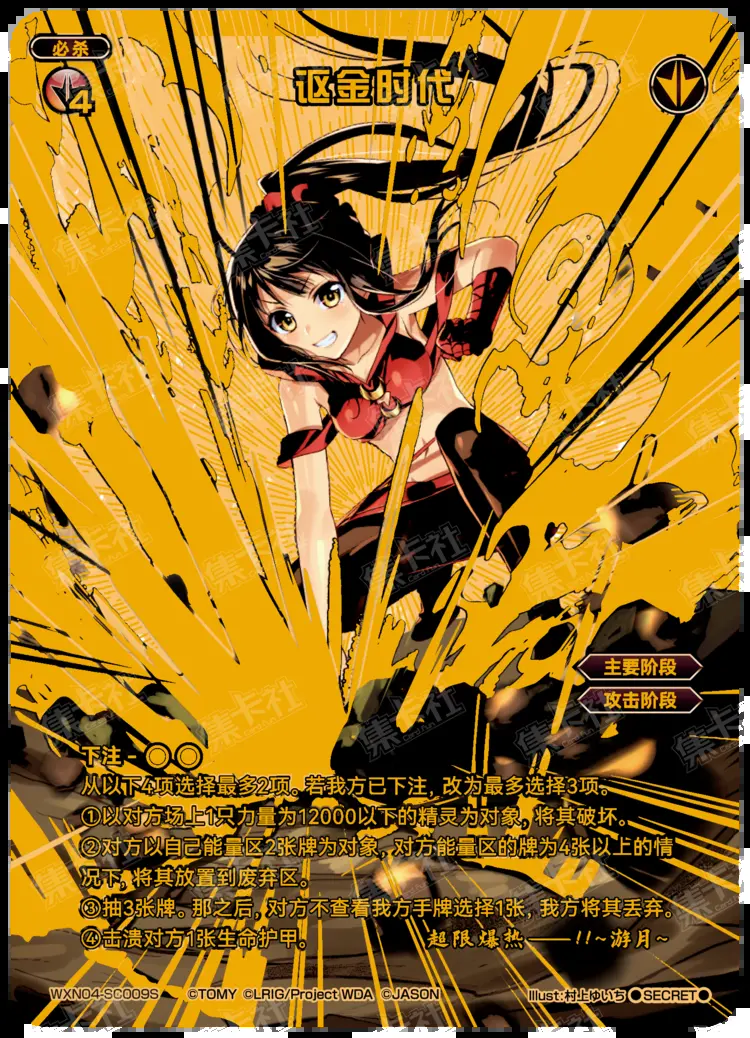 必杀
4
讴金时代
主要阶段
攻击阶段
下注 - ◎◎
从以下4项选择最多2项。若我方已下注，改为最多选择3项。
①以对方场上1只力量为12000以下的精灵为对象，将其破坏。
②对方以自己能量区2张牌为对象，对方能量区的牌为4张以上的情
况下，将其放置到废弃区。
③抽3张牌。那之后，对方不查看我方手牌选择1张，我方将其丢弃。
④击溃对方1张生命护甲。
超限爆热——!!~游月~
WXN04-SC009S ©TOMY ©LRIG/Project WDA ©JASON Illust:村上ゆいち ●SECRET●
集卡社